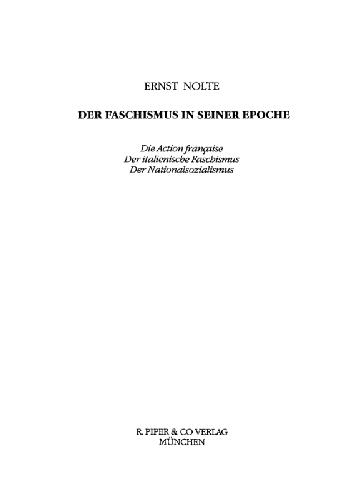 ERNST NOLTE
DER FASCHISMUS IN SEINER EPOCHE
Die Action française
Der italienische Faschismus
Der Nationalsozialismus
R. PIPER & CO VERLAG
MÜNCHEN